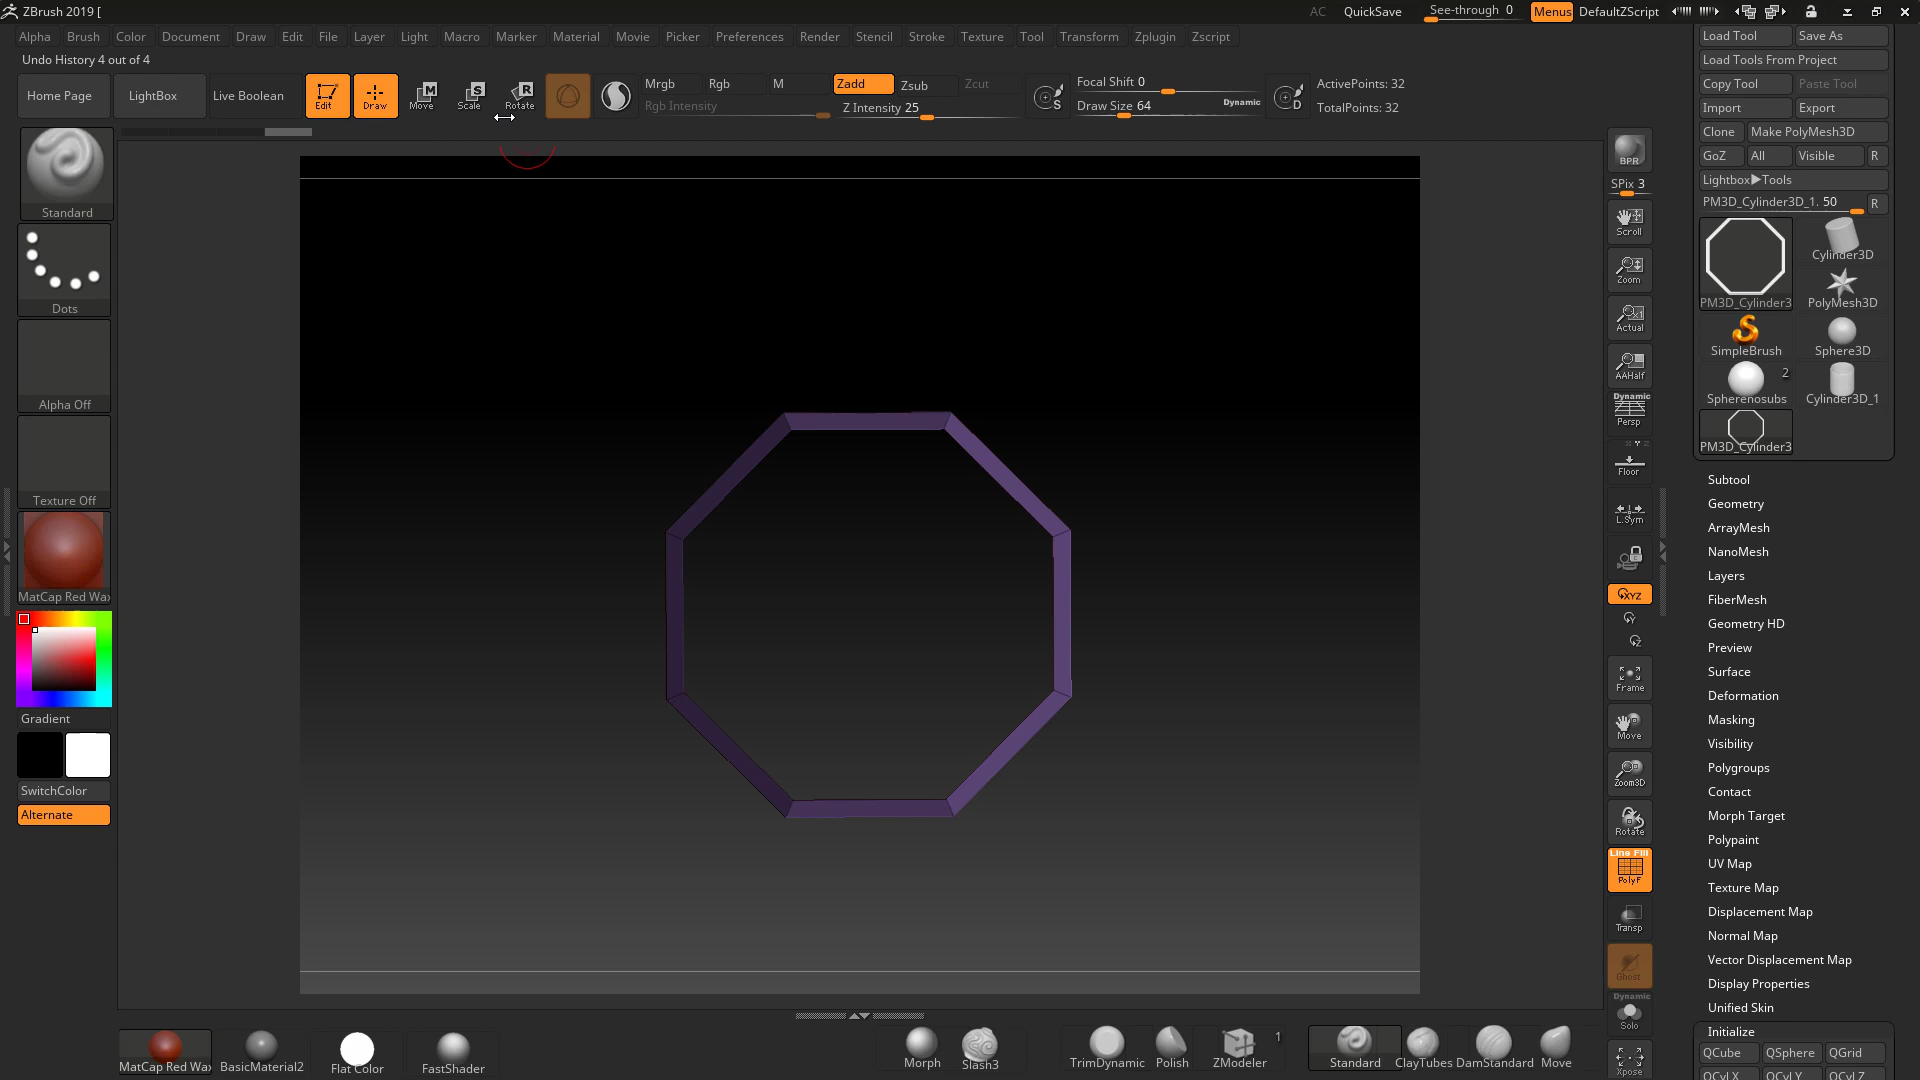 ZBrush 2019 [
AC QuickSave See-through 0 Menus DefaultZScript
Alpha Brush Color Document Draw Edit File Layer Light Macro Marker Material Movie Picker Preferences Render Stencil Stroke Texture Tool Transform Zplugin Zscript
Undo History 4 out of 4
Home Page LightBox Live Boolean Edit Draw Move Scale Rotate
Mrgb Rgb M Zadd Zsub Zcut
Rgb Intensity Z Intensity 25
Focal Shift 0
Draw Size 64 Dynamic
ActivePoints: 32
TotalPoints: 32
Standard
Dots
Alpha Off
Texture Off
MatCap Red Wax
Gradient
SwitchColor
Alternate
BPR
SPix 3
Scroll
Zoom
Actual
AAHalf
Dynamic
Persp
Floor
L.Sym
XYZ
Frame
Move
Zoom3D
Rotate
Line Fill
PolyF
Transp
Ghost
Dynamic
Solo
Xpose
Load Tool Save As
Load Tools From Project
Copy Tool Paste Tool
Import Export
Clone Make PolyMesh3D
GoZ All Visible R
Lightbox▶Tools
PM3D_Cylinder3D_1. 50 R
PM3D_Cylinder3 Cylinder3D
PolyMesh3D
SimpleBrush Sphere3D
2
Spherenosubs Cylinder3D_1
PM3D_Cylinder3
Subtool
Geometry
ArrayMesh
NanoMesh
Layers
FiberMesh
Geometry HD
Preview
Surface
Deformation
Masking
Visibility
Polygroups
Contact
Morph Target
Polypaint
UV Map
Texture Map
Displacement Map
Normal Map
Vector Displacement Map
Display Properties
Unified Skin
Initialize
QCube QSphere QGrid
QCyl X QCyl Y QCyl Z
MatCap Red Wax BasicMaterial2 Flat Color FastShader Morph Slash3 TrimDynamic Polish ZModeler 1 Standard ClayTubes DamStandard Move